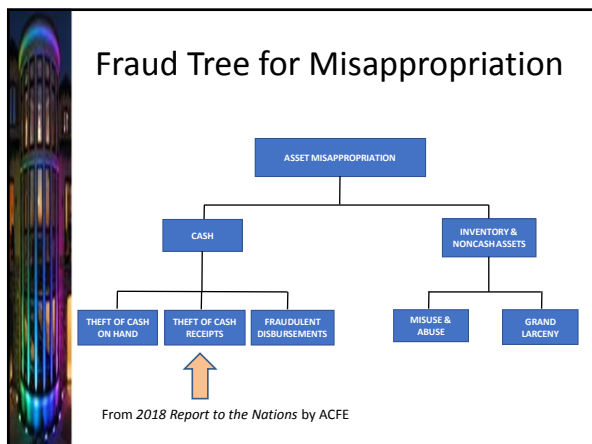 Fraud Tree for Misappropriation
ASSET MISAPPROPRIATION
CASH
INVENTORY &
NONCASH ASSETS
THEFT OF CASH
ON HAND
THEFT OF CASH
RECEIPTS
FRAUDULENT
DISBURSEMENTS
MISUSE &
ABUSE
GRAND
LARCENY
From 2018 Report to the Nations by ACFE